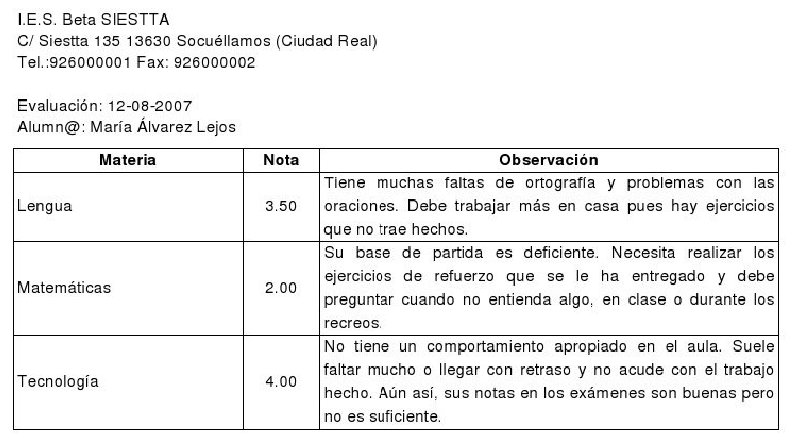 I.E.S. Beta SIESTTA
C/ Siestta 135 13630 Socuéllamos (Ciudad Real)
Tel.:926000001 Fax: 926000002
Evaluación: 12-08-2007
Alumn@: María Álvarez Lejos
Materia Nota Observación
Lengua 3.50
Tiene muchas faltas de ortografía y problemas con las
oraciones. Debe trabajar más en casa pues hay ejercicios
que no trae hechos.
Matemáticas 2.00
Su base de partida es deficiente. Necesita realizar los
ejercicios de refuerzo que se le ha entregado y debe
preguntar cuando no entienda algo, en clase o durante los
recreos.
Tecnología 4.00
No tiene un comportamiento apropiado en el aula. Suele
faltar mucho o llegar con retraso y no acude con el trabajo
hecho. Aún así, sus notas en los exámenes son buenas pero
no es suficiente.